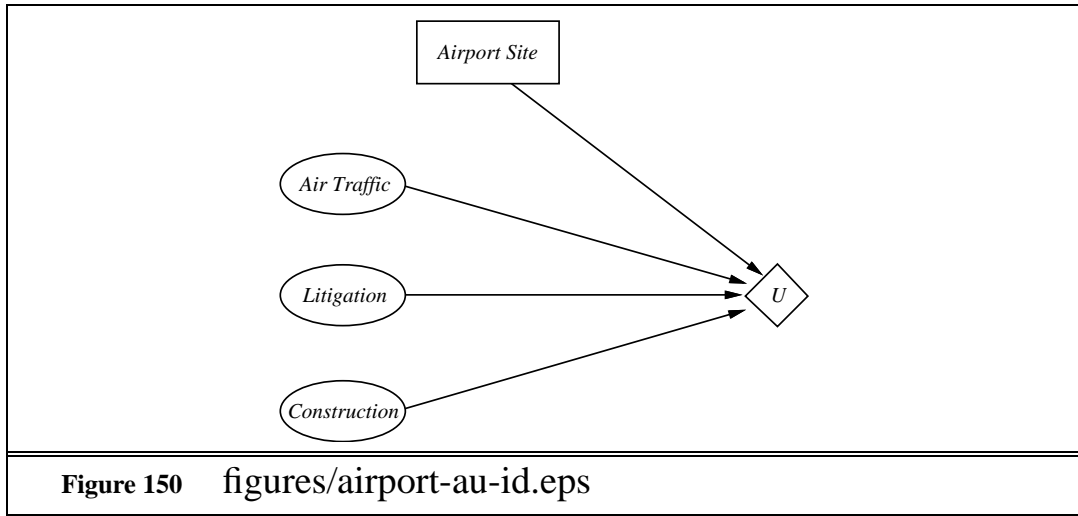 Airport Site
Air Traffic
Litigation
U
Construction
Figure 150 figures/airport-au-id.eps